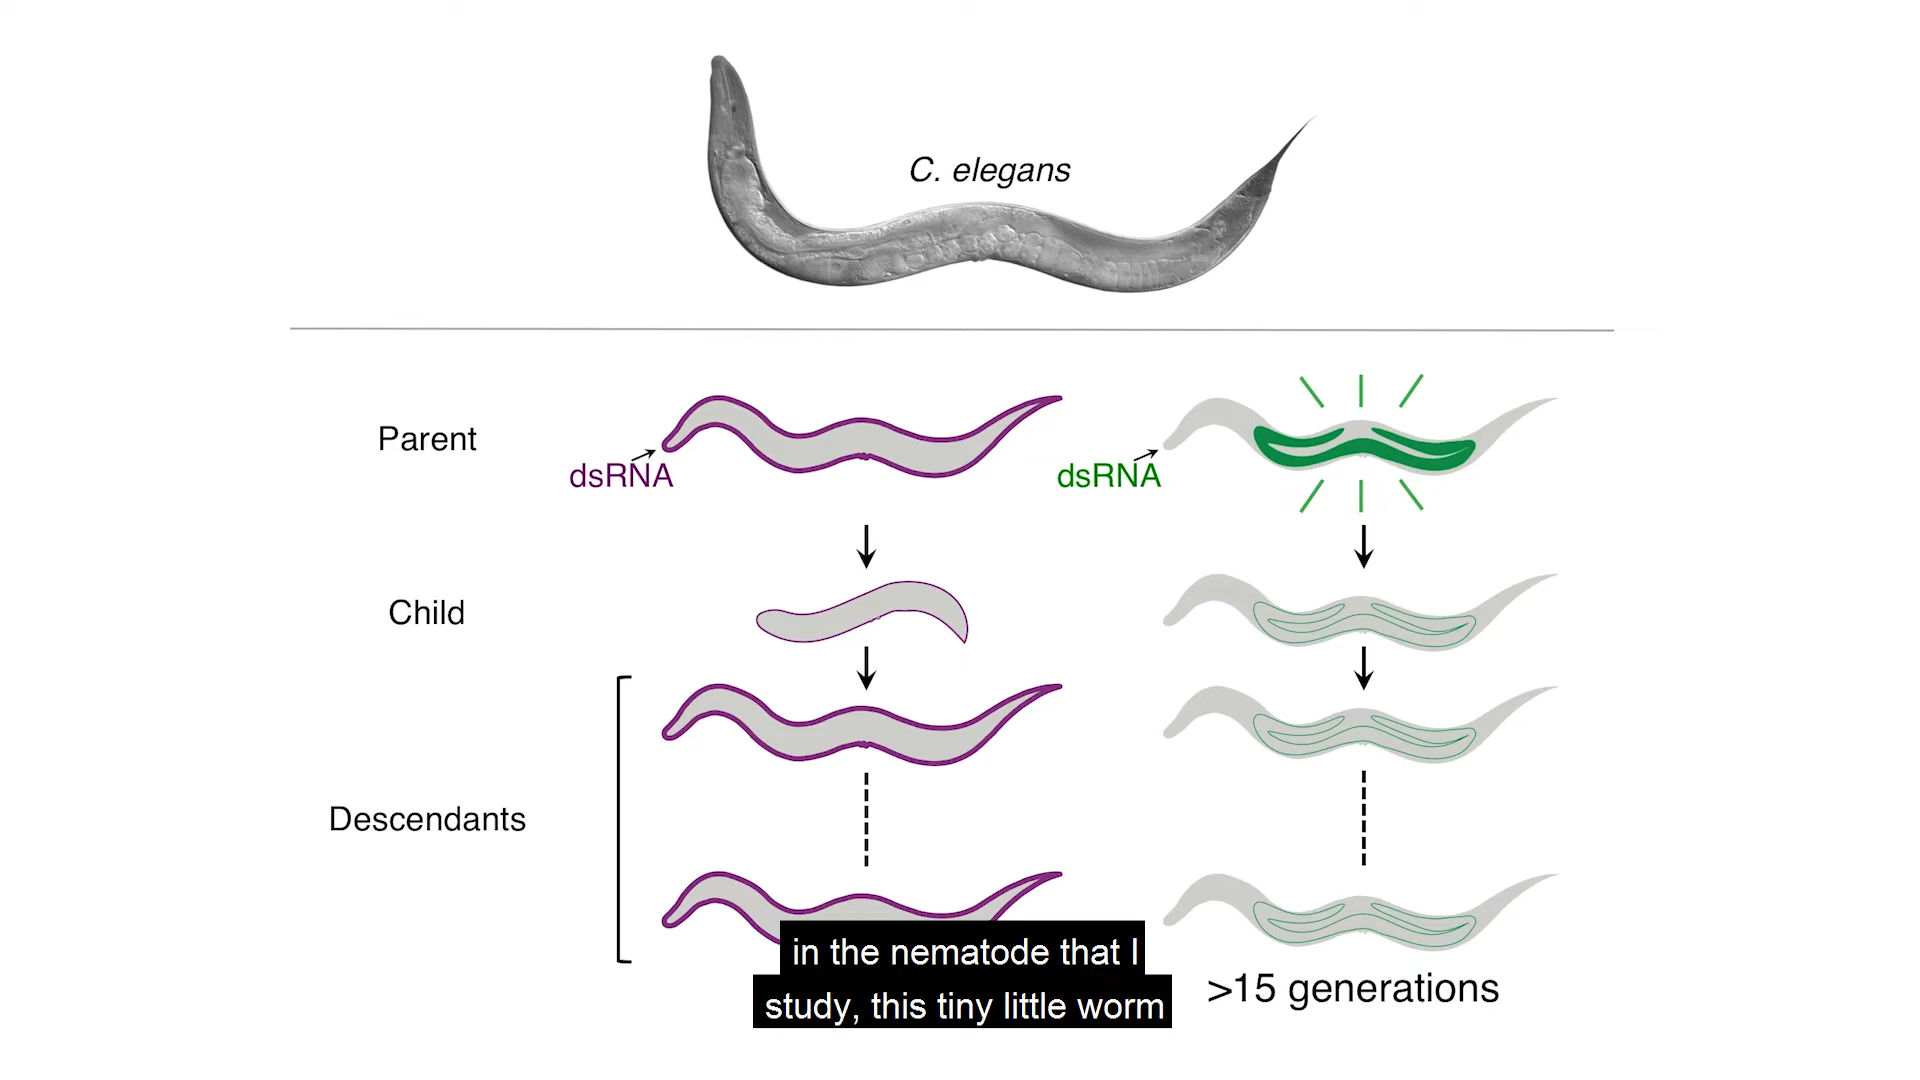 C. elegans
Parent
dsRNA
dsRNA
Child
Descendants
in the nematode that I
study, this tiny little worm
>15 generations